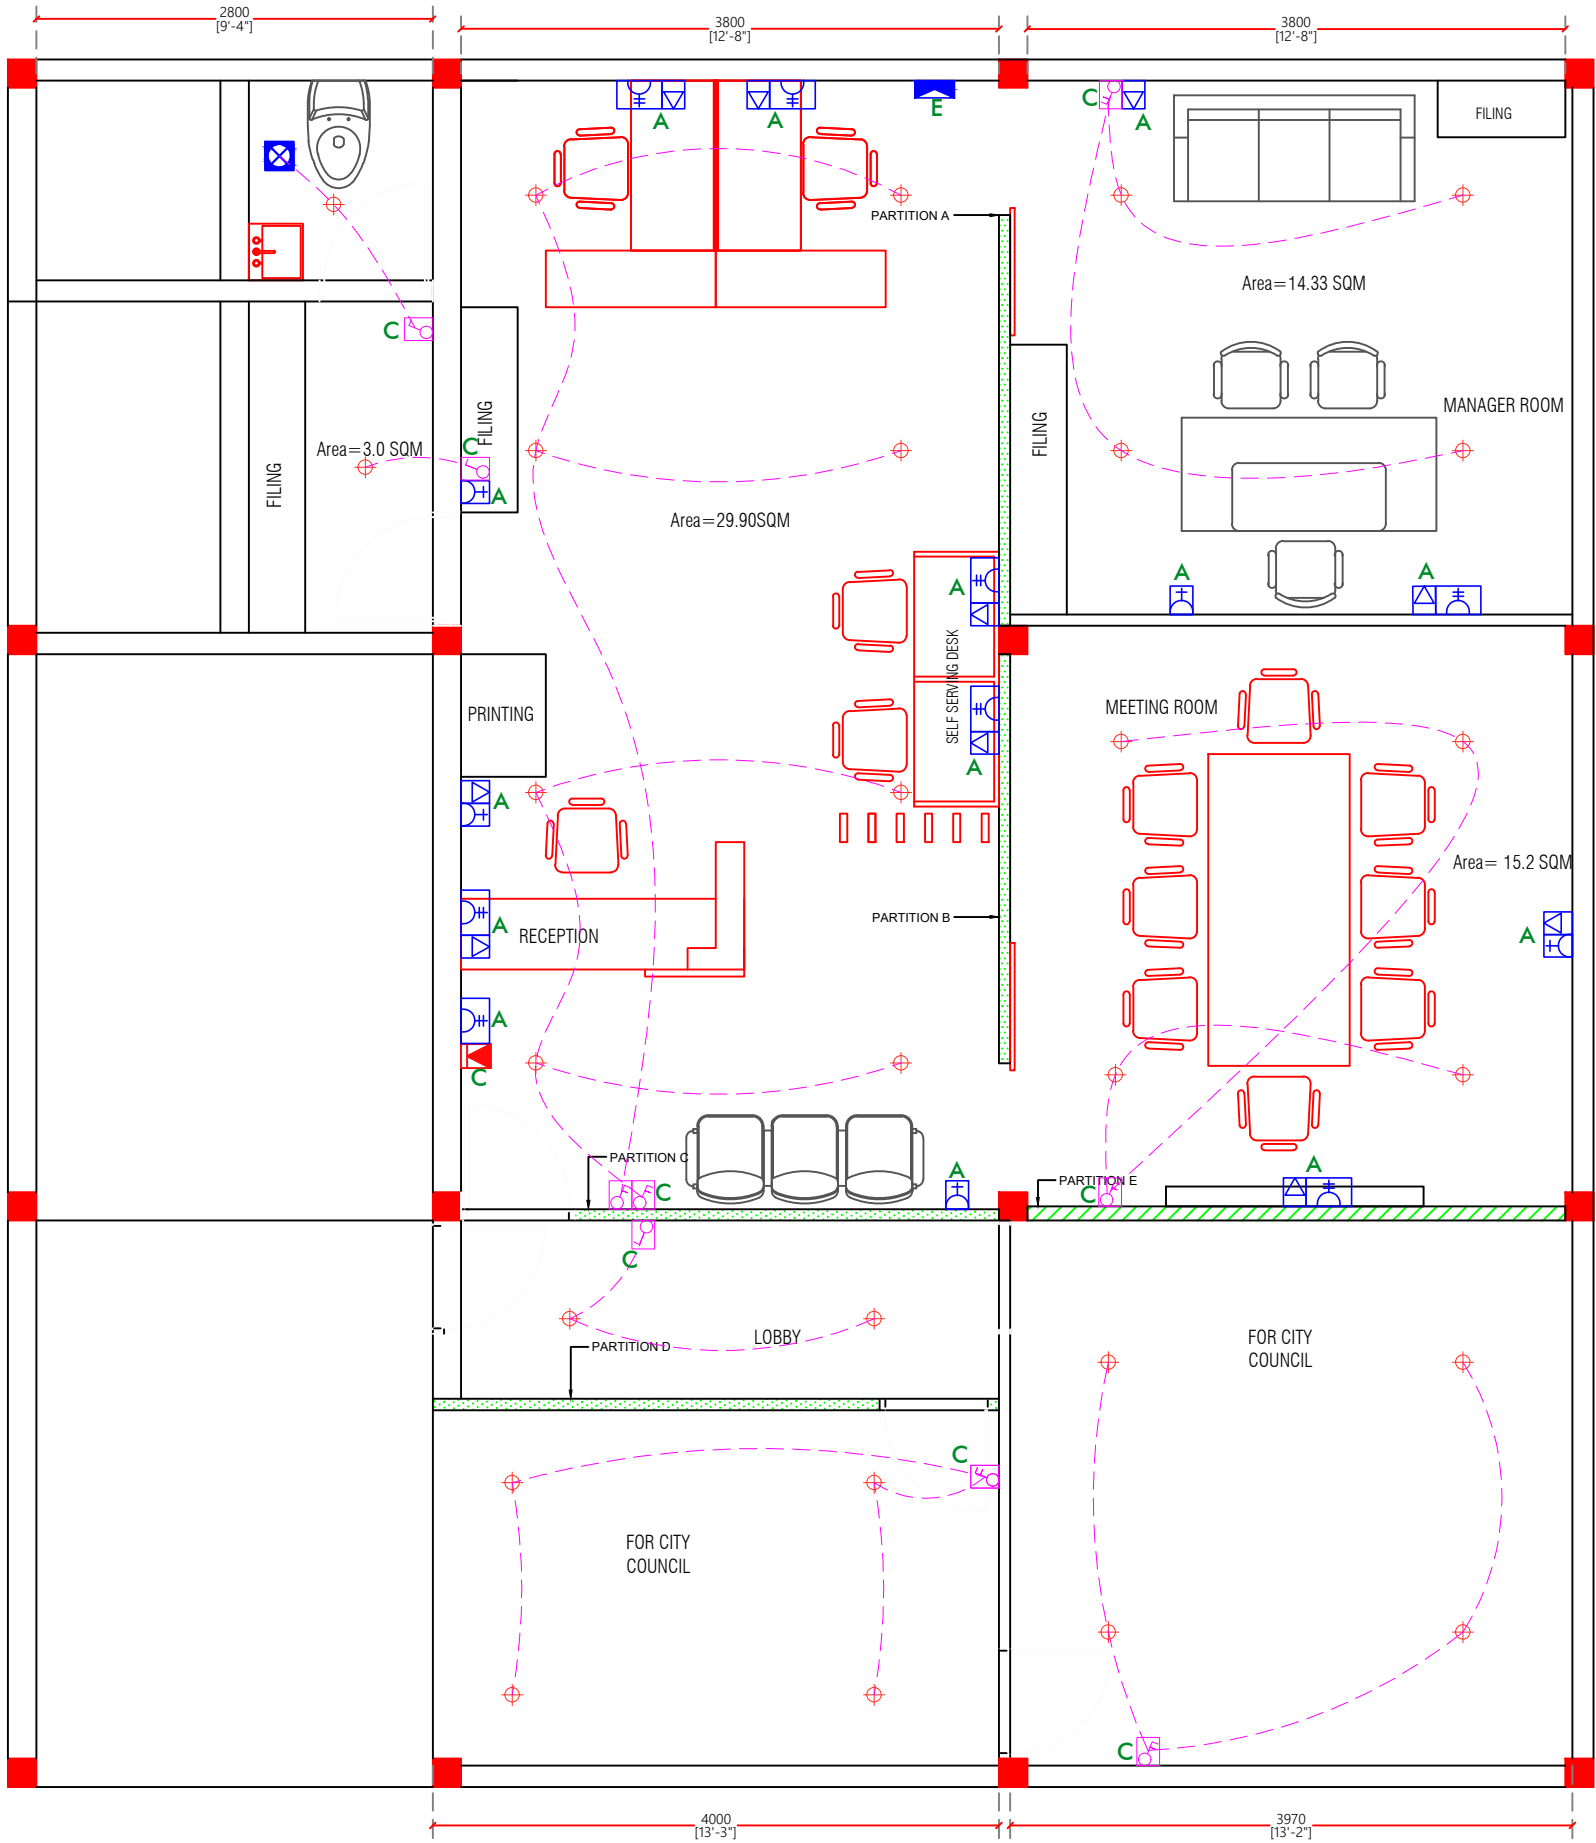 2800
[9'-4"]
3800
[12'-8"]
3800
[12'-8"]
C
A
A
E
A
FILING
PARTITION A
Area=14.33 SQM
C
FILING
FILING
FILING
MANAGER ROOM
Area=3.0 SQM
C
A
Area=29.90SQM
A
A
A
SELF SERVING DESK
PRINTING
MEETING ROOM
A
A
Area= 15.2 SQM
A
RECEPTION
PARTITION B
A
A
C
PARTITION C
A
A
PARTITION E
C
C
C
PARTITION D
LOBBY
FOR CITY
COUNCIL
C
FOR CITY
COUNCIL
C
4000
[13'-3"]
3970
[13'-2"]